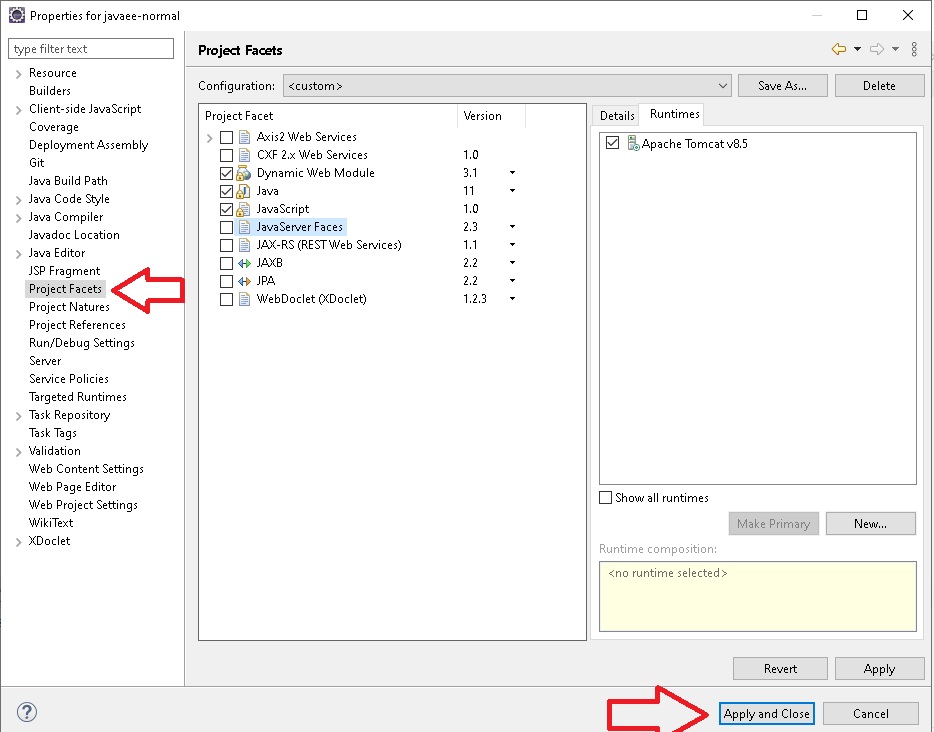 Properties for javaee-normal
type filter text
Resource
Builders
Client-side JavaScript
Coverage
Deployment Assembly
Git
Java Build Path
Java Code Style
Java Compiler
Javadoc Location
Java Editor
JSP Fragment
Project Facets
Project Natures
Project References
Run/Debug Settings
Server
Service Policies
Targeted Runtimes
Task Repository
Task Tags
Validation
Web Content Settings
Web Page Editor
Web Project Settings
WikiText
XDoclet
Project Facets
Configuration: <custom> Save As... Delete
Project Facet Version
Axis2 Web Services
CXF 2.x Web Services 1.0
Dynamic Web Module 3.1
Java 11
JavaScript 1.0
JavaServer Faces 2.3
JAX-RS (REST Web Services) 1.1
JAXB 2.2
JPA 2.2
WebDoclet (XDoclet) 1.2.3
Details Runtimes
Apache Tomcat v8.5
Show all runtimes
Make Primary New...
Runtime composition:
<no runtime selected>
Revert Apply
? Apply and Close Cancel